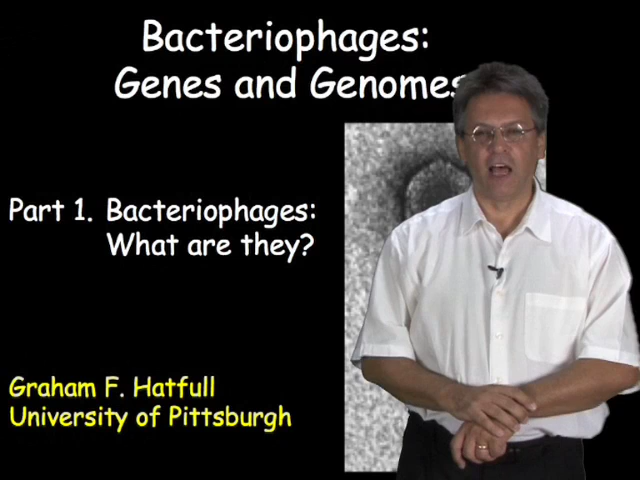 Bacteriophages:
Genes and Genomes
Part 1. Bacteriophages:
What are they?
Graham F. Hatfull
University of Pittsburgh